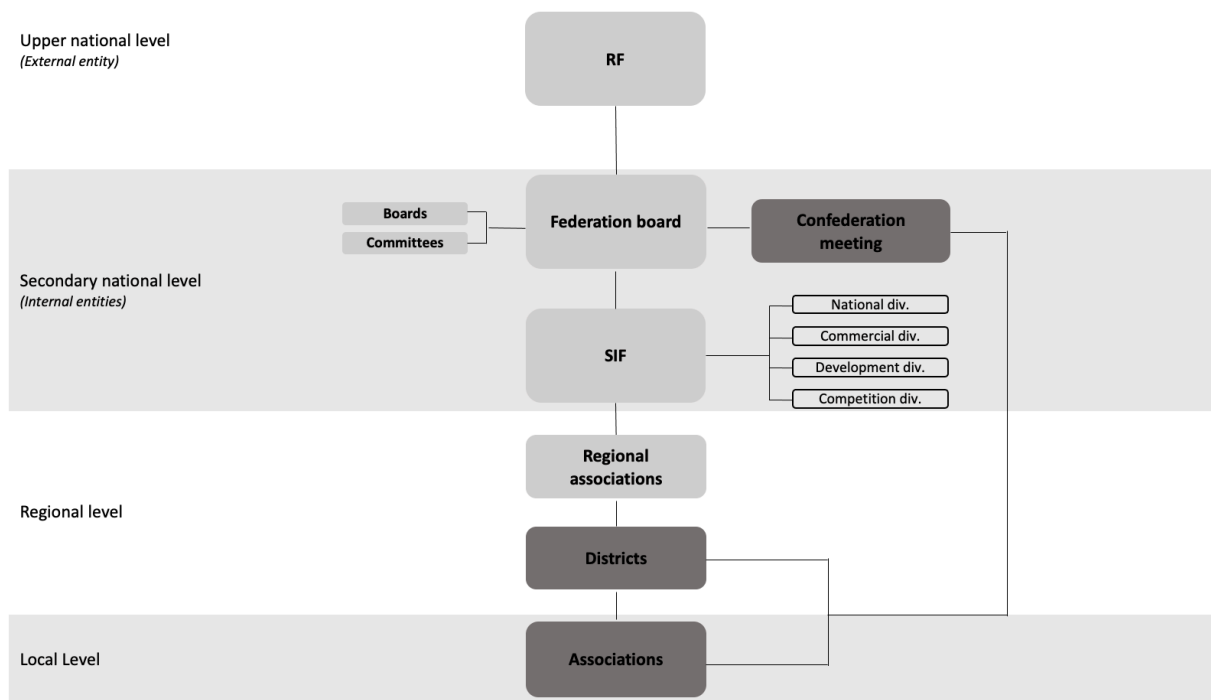 Upper national level
(External entity)
RF
Boards
Committees
Federation board
Confederation
meeting
Secondary national level
(Internal entities)
SIF
National div.
Commercial div.
Development div.
Competition div.
Regional
associations
Regional level
Districts
Local Level
Associations